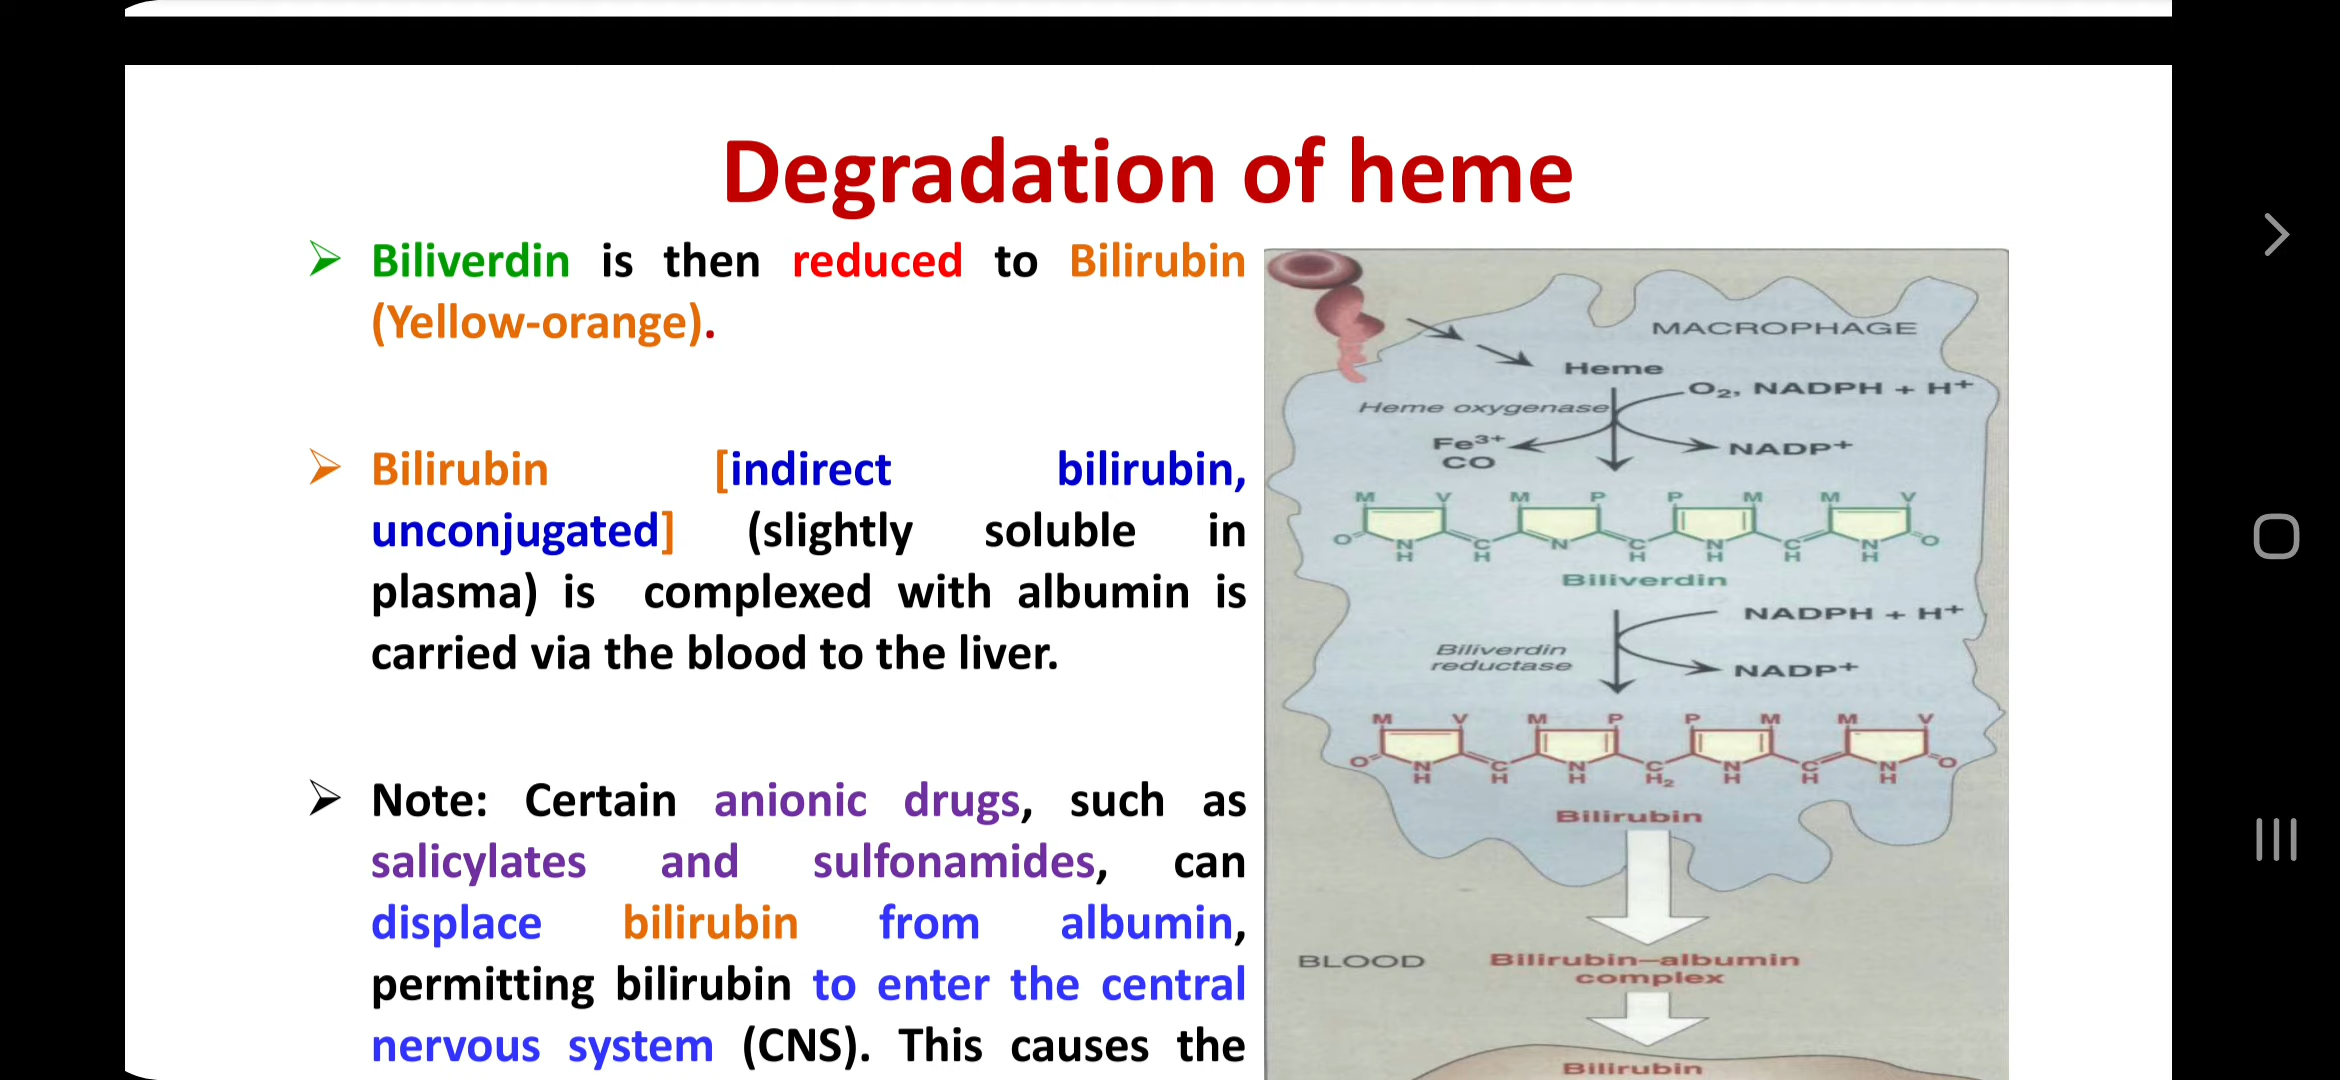 Degradation of heme
Biliverdin is then reduced to Bilirubin
(Yellow-orange).
Bilirubin [indirect bilirubin,
unconjugated] (slightly soluble in
plasma) is complexed with albumin is
carried via the blood to the liver.
Note: Certain anionic drugs, such as
salicylates and sulfonamides, can
displace bilirubin from albumin,
permitting bilirubin to enter the central
nervous system (CNS). This causes the
MACROPHAGE
Heme
O₂, NADPH + H⁺
Heme oxygenase
Fe³⁺
CO
NADP⁺
M V M P P M M V
O N C N C N C N O
H H H H H H
Biliverdin
NADPH + H⁺
Biliverdin
reductase
NADP⁺
M V M P P M M V
O N C N C N C N O
H H H H₂ H H H
Bilirubin
BLOOD
Bilirubin–albumin
complex
Bilirubin